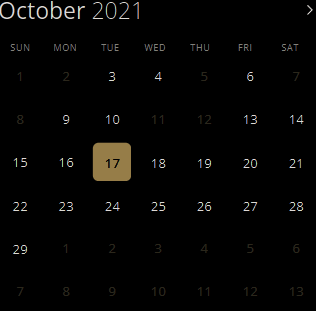 October 2021 >
SUN MON TUE WED THU FRI SAT
1 2 3 4 5 6 7
8 9 10 11 12 13 14
15 16 17 18 19 20 21
22 23 24 25 26 27 28
29 1 2 3 4 5 6
7 8 9 10 11 12 13